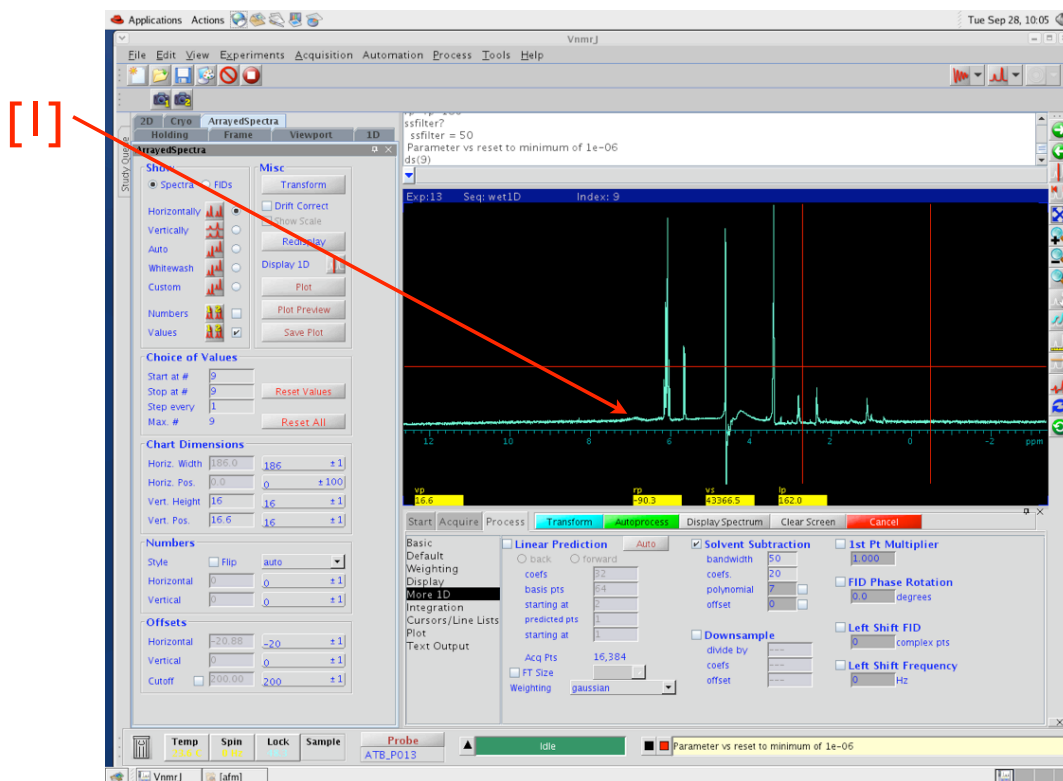 Applications Actions
Tue Sep 28, 10:05
VnmrJ
File Edit View Experiments Acquisition Automation Process Tools Help
[I]
Study Queue
2D Cryo ArrayedSpectra
Holding Frame Viewport 1D
ArrayedSpectra
Show
Spectra FIDs
Horizontally
Vertically
Auto
Whitewash
Custom
Numbers
Values
Misc
Transform
Drift Correct
Show Scale
Redisplay
Display 1D
Plot
Plot Preview
Save Plot
Choice of Values
Start at # 9
Stop at # 9 Reset Values
Step every 1
Max. # 9 Reset All
Chart Dimensions
Horiz. Width 186.0 186 ±1
Horiz. Pos. 0.0 0 ±100
Vert. Height 16 16 ±1
Vert. Pos. 16.6 16 ±1
Numbers
Style Flip auto
Horizontal 0 0 ±1
Vertical 0 0 ±1
Offsets
Horizontal -20.88 -20 ±1
Vertical 0 0 ±1
Cutoff 200.00 200 ±1
ssfilter?
ssfilter = 50
Parameter vs reset to minimum of 1e-06
ds(9)
Exp:13 Seq: wet1D Index: 9
12 10 8 6 4 2 0 -2 ppm
vp rp vs lp
16.6 -90.3 43366.5 162.0
Start Acquire Process Transform Autoprocess Display Spectrum Clear Screen Cancel
Basic
Default
Weighting
Display
More 1D
Integration
Cursors/Line Lists
Plot
Text Output
Linear Prediction Auto
back forward
coefs 32
basis pts 64
starting at 2
predicted pts 1
starting at 1
Acq Pts 16,384
FT Size
Weighting gaussian
Solvent Subtraction
bandwidth 50
coefs. 20
polynomial 7
offset 0
Downsample
divide by ---
coefs ---
offset ---
1st Pt Multiplier
1.000
FID Phase Rotation
0.0 degrees
Left Shift FID
0 complex pts
Left Shift Frequency
0 Hz
Temp Spin Lock Sample
Probe
ATB_P013
Idle
Parameter vs reset to minimum of 1e-06
VnmrJ [afm]